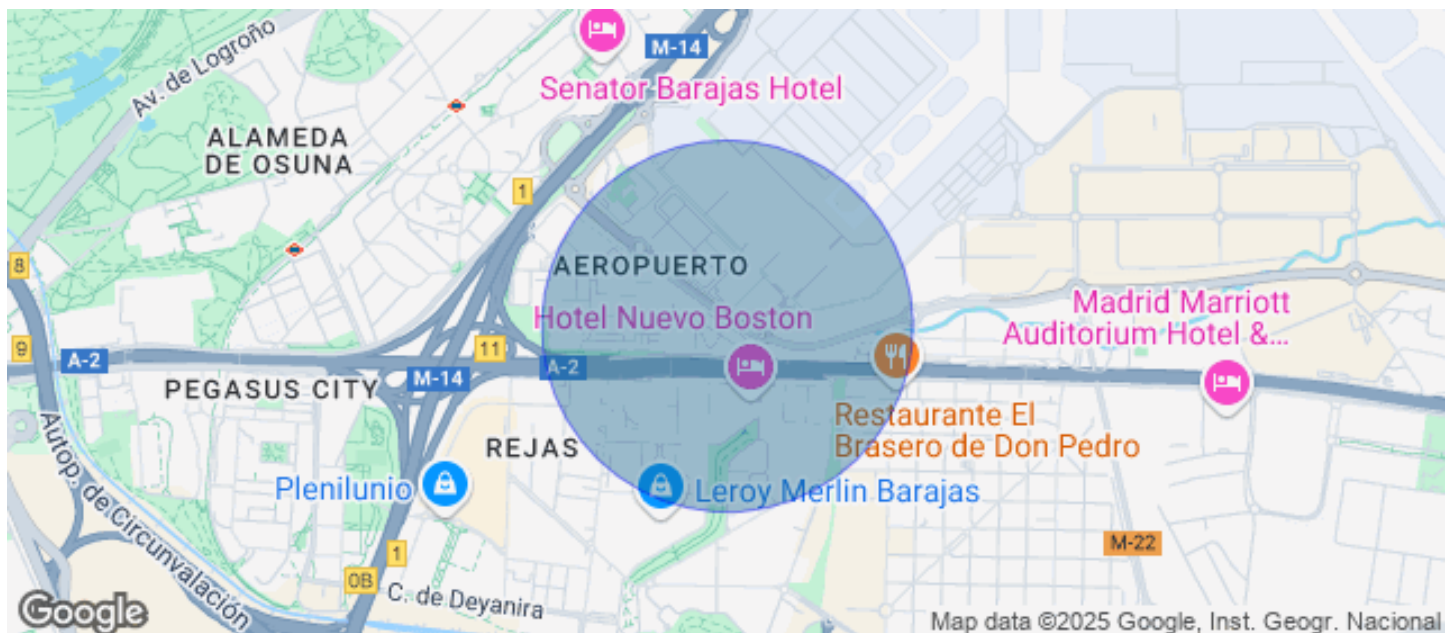 Av. de Logroño
M-14
Senator Barajas Hotel
ALAMEDA
DE OSUNA
1
8
AEROPUERTO
Hotel Nuevo Boston
Madrid Marriott
Auditorium Hotel &...
9
A-2
11
M-14
A-2
PEGASUS CITY
REJAS
Restaurante El
Brasero de Don Pedro
Plenilunio
Leroy Merlin Barajas
Autop. de Circunvalación
1
M-22
0B
C. de Deyanira
Google
Map data ©2025 Google, Inst. Geogr. Nacional